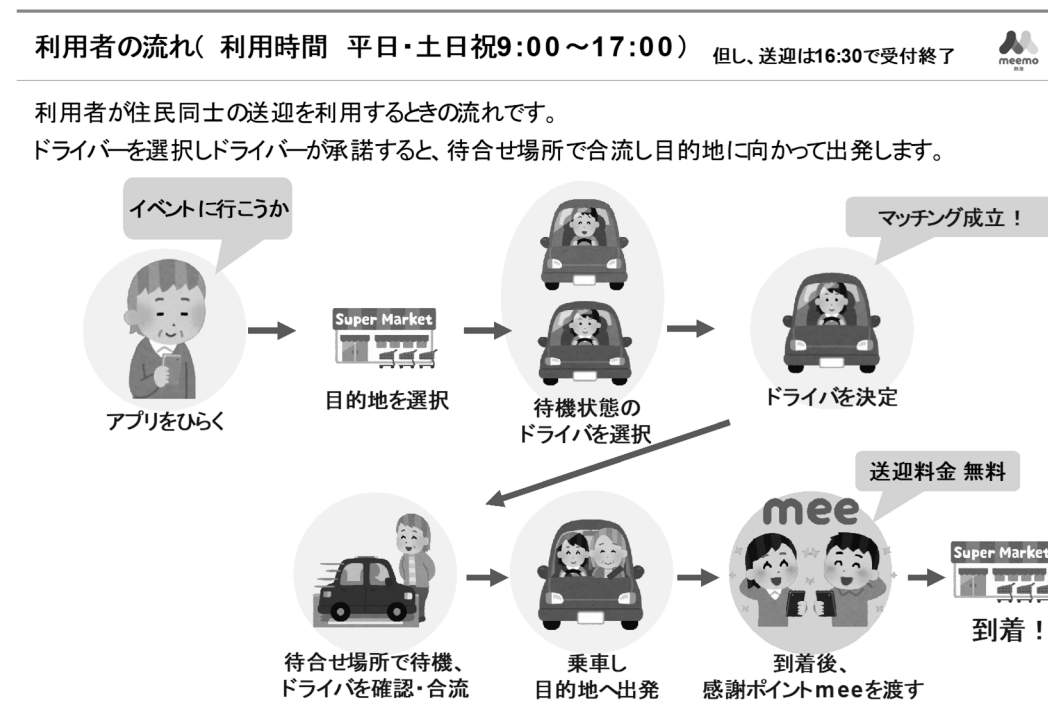 利用者の流れ( 利用時間 平日・土日祝9:00～17:00) 但し、送迎は16:30で受付終了
meemo
利用者が住民同士の送迎を利用するときの流れです。
ドライバーを選択しドライバーが承諾すると、待合せ場所で合流し目的地に向かって出発します。
イベントに行こうか
マッチング成立！
Super Market
アプリをひらく
目的地を選択
待機状態の
ドライバを選択
ドライバを決定
送迎料金 無料
mee
Super Market
待合せ場所で待機、
ドライバを確認・合流
乗車し
目的地へ出発
到着後、
感謝ポイントmeeを渡す
到着！